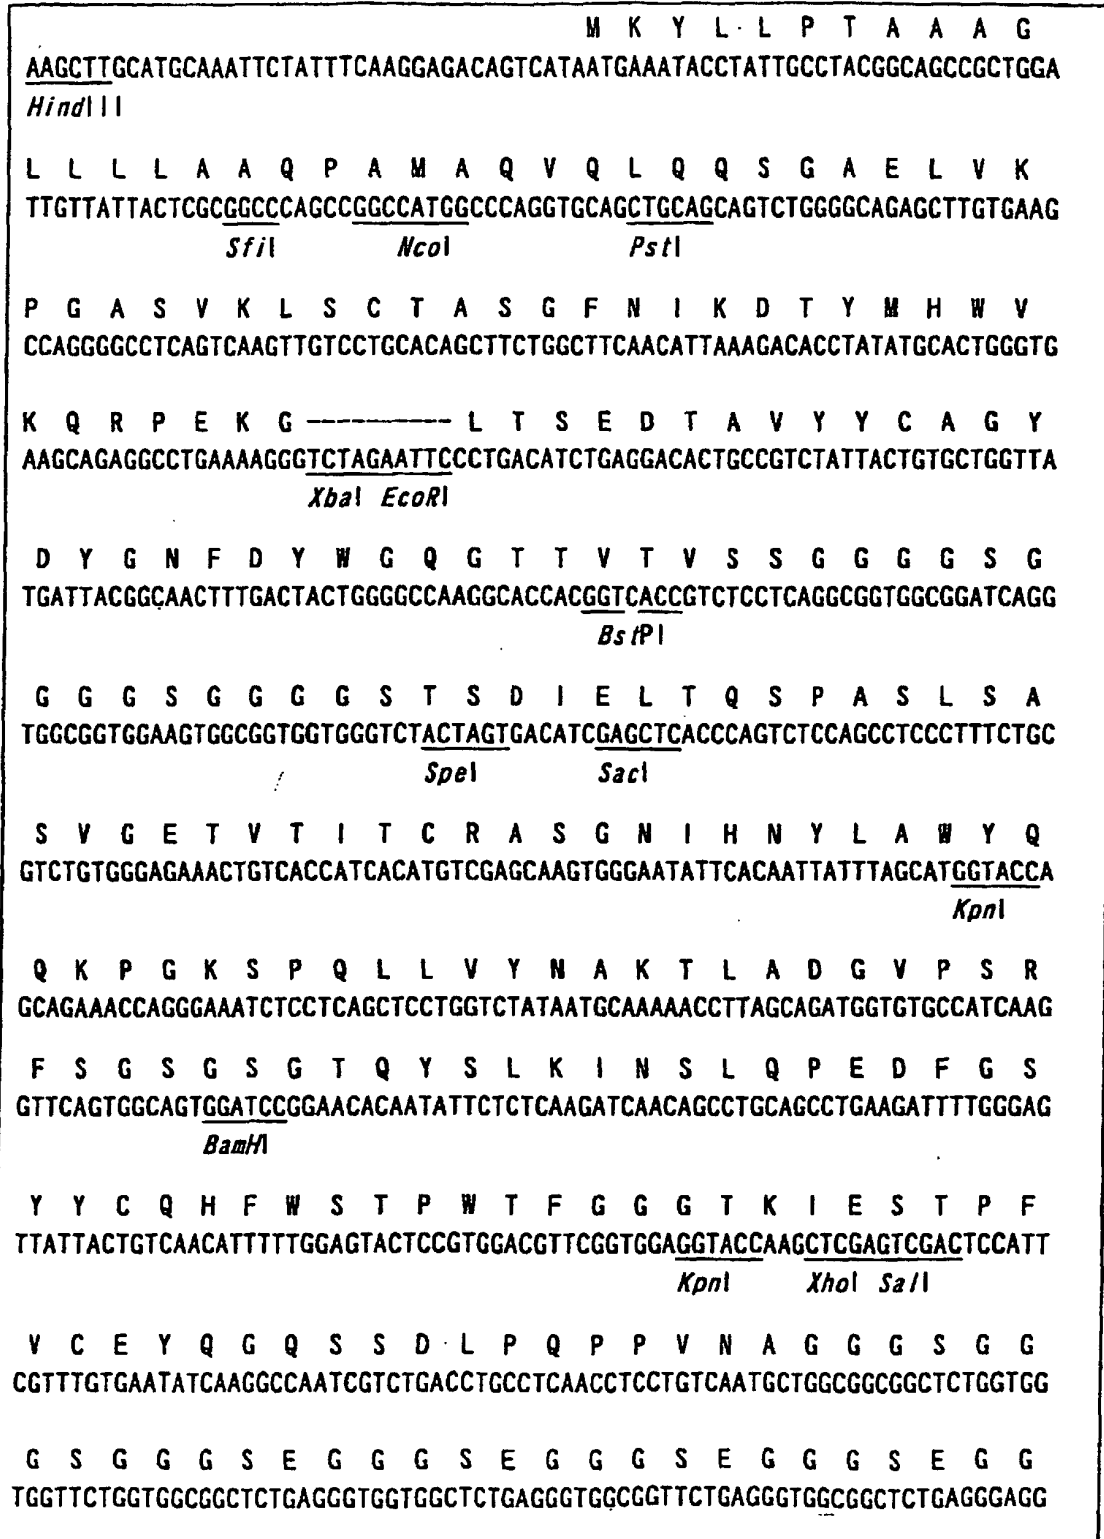 M K Y L L P T A A A G
AAGCTTGCATGCAAATTCTATTTCAAGGAGACAGTCATAATGAAATACCTATTGCCTACGGCAGCCGCTGGA
HindIII
L L L L A A Q P A M A Q V Q L Q Q S G A E L V K
TTGTTATTACTCGCGGCCCAGCCGGCCATGGCCCAGGTGCAGCTGCAGCAGTCTGGGGCAGAGCTTGTGAAG
SfiI NcoI PstI
P G A S V K L S C T A S G F N I K D T Y M H W V
CCAGGGGCCTCAGTCAAGTTGTCCTGCACAGCTTCTGGCTTCAACATTAAAGACACCTATATGCACTGGGTG
K Q R P E K G ---------- L T S E D T A V Y Y C A G Y
AAGCAGAGGCCTGAAAAGGGTCTAGAATTCCCTGACATCTGAGGACACTGCCGTCTATTACTGTGCTGGTTA
XbaI EcoRI
D Y G N F D Y W G Q G T T V T V S S G G G G S G
TGATTACGGCAACTTTGACTACTGGGGCCAAGGCACCACGGTCACCGTCTCCTCAGGCGGTGGCGGATCAGG
BstPI
G G G S G G G G S T S D I E L T Q S P A S L S A
TGGCGGTGGAAGTGGCGGTGGTGGGTCTACTAGTGACATCGAGCTCACCCAGTCTCCAGCCTCCCTTTCTGC
SpeI SacI
S V G E T V T I T C R A S G N I H N Y L A W Y Q
GTCTGTGGGAGAAACTGTCACCATCACATGTCGAGCAAGTGGGAATATTCACAATTATTTAGCATGGTACCA
KpnI
Q K P G K S P Q L L V Y N A K T L A D G V P S R
GCAGAAACCAGGGAAATCTCCTCAGCTCCTGGTCTATAATGCAAAAACCTTAGCAGATGGTGTGCCATCAAG
F S G S G S G T Q Y S L K I N S L Q P E D F G S
GTTCAGTGGCAGTGGATCCGGAACACAATATTCTCTCAAGATCAACAGCCTGCAGCCTGAAGATTTTGGGAG
BamHI
Y Y C Q H F W S T P W T F G G G T K I E S T P F
TTATTACTGTCAACATTTTTGGAGTACTCCGTGGACGTTCGGTGGAGGTACCAAGCTCGAGTCGACTCCATT
KpnI XhoI SalI
V C E Y Q G Q S S D L P Q P P V N A G G G S G G
CGTTTGTGAATATCAAGGCCAATCGTCTGACCTGCCTCAACCTCCTGTCAATGCTGGCGGCGGCTCTGGTGG
G S G G G S E G G G S E G G G S E G G G S E G G
TGGTTCTGGTGGCGGCTCTGAGGGTGGTGGCTCTGAGGGTGGCGGTTCTGAGGGTGGCGGCTCTGAGGGAGG